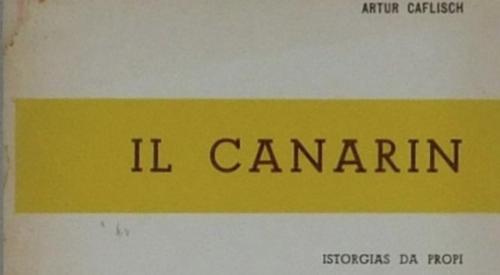 ARTUR CAFLISCH
IL CANARIN
ISTORGIAS DA PROPI